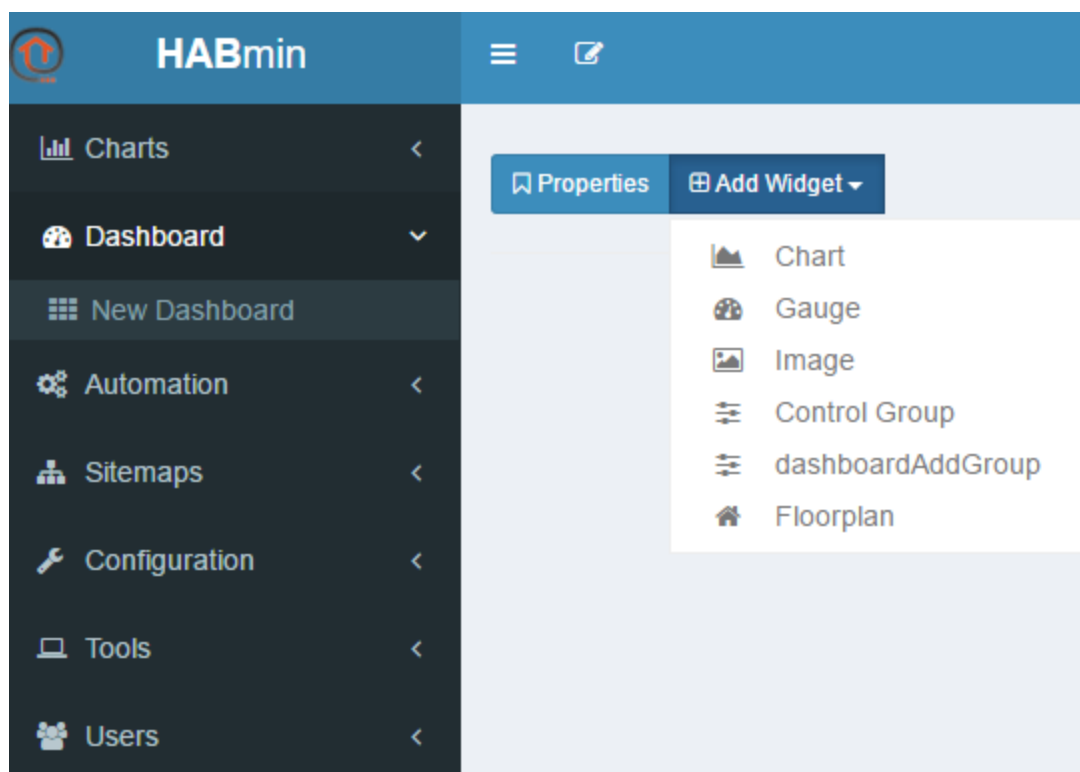 HABmin
Charts
Dashboard
New Dashboard
Automation
Sitemaps
Configuration
Tools
Users
Properties
Add Widget
Chart
Gauge
Image
Control Group
dashboardAddGroup
Floorplan